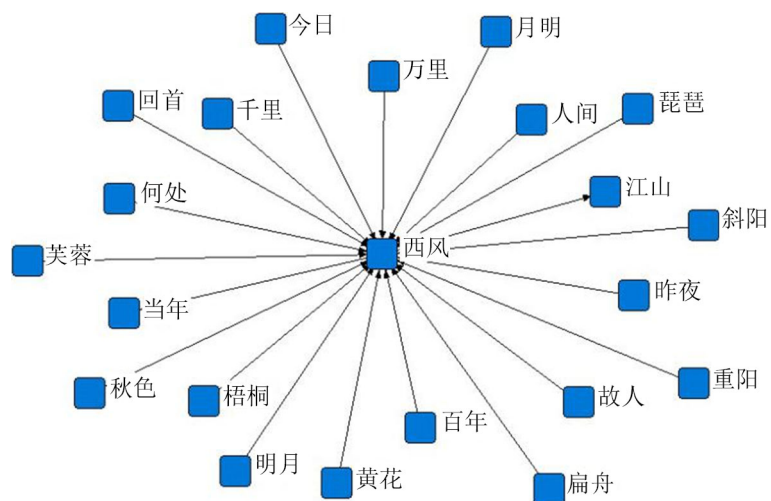 今日
月明
万里
回首
千里
人间
琵琶
何处
江山
斜阳
西风
芙蓉
昨夜
当年
重阳
秋色
梧桐
故人
百年
明月
黄花
扁舟